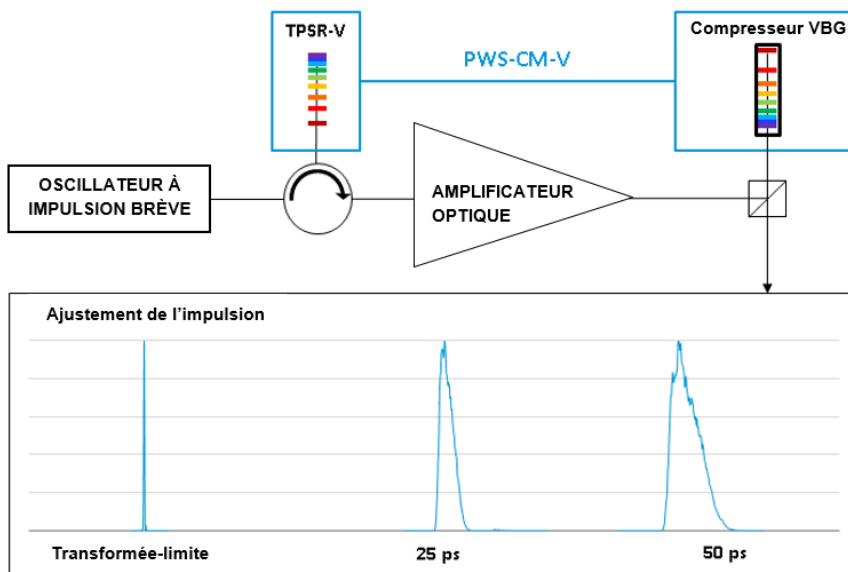 TPSR-V
PWS-CM-V
Compresseur VBG
OSCILLATEUR À
IMPULSION BRÈVE
AMPLIFICATEUR
OPTIQUE
Ajustement de l'impulsion
Transformée-limite
25 ps
50 ps